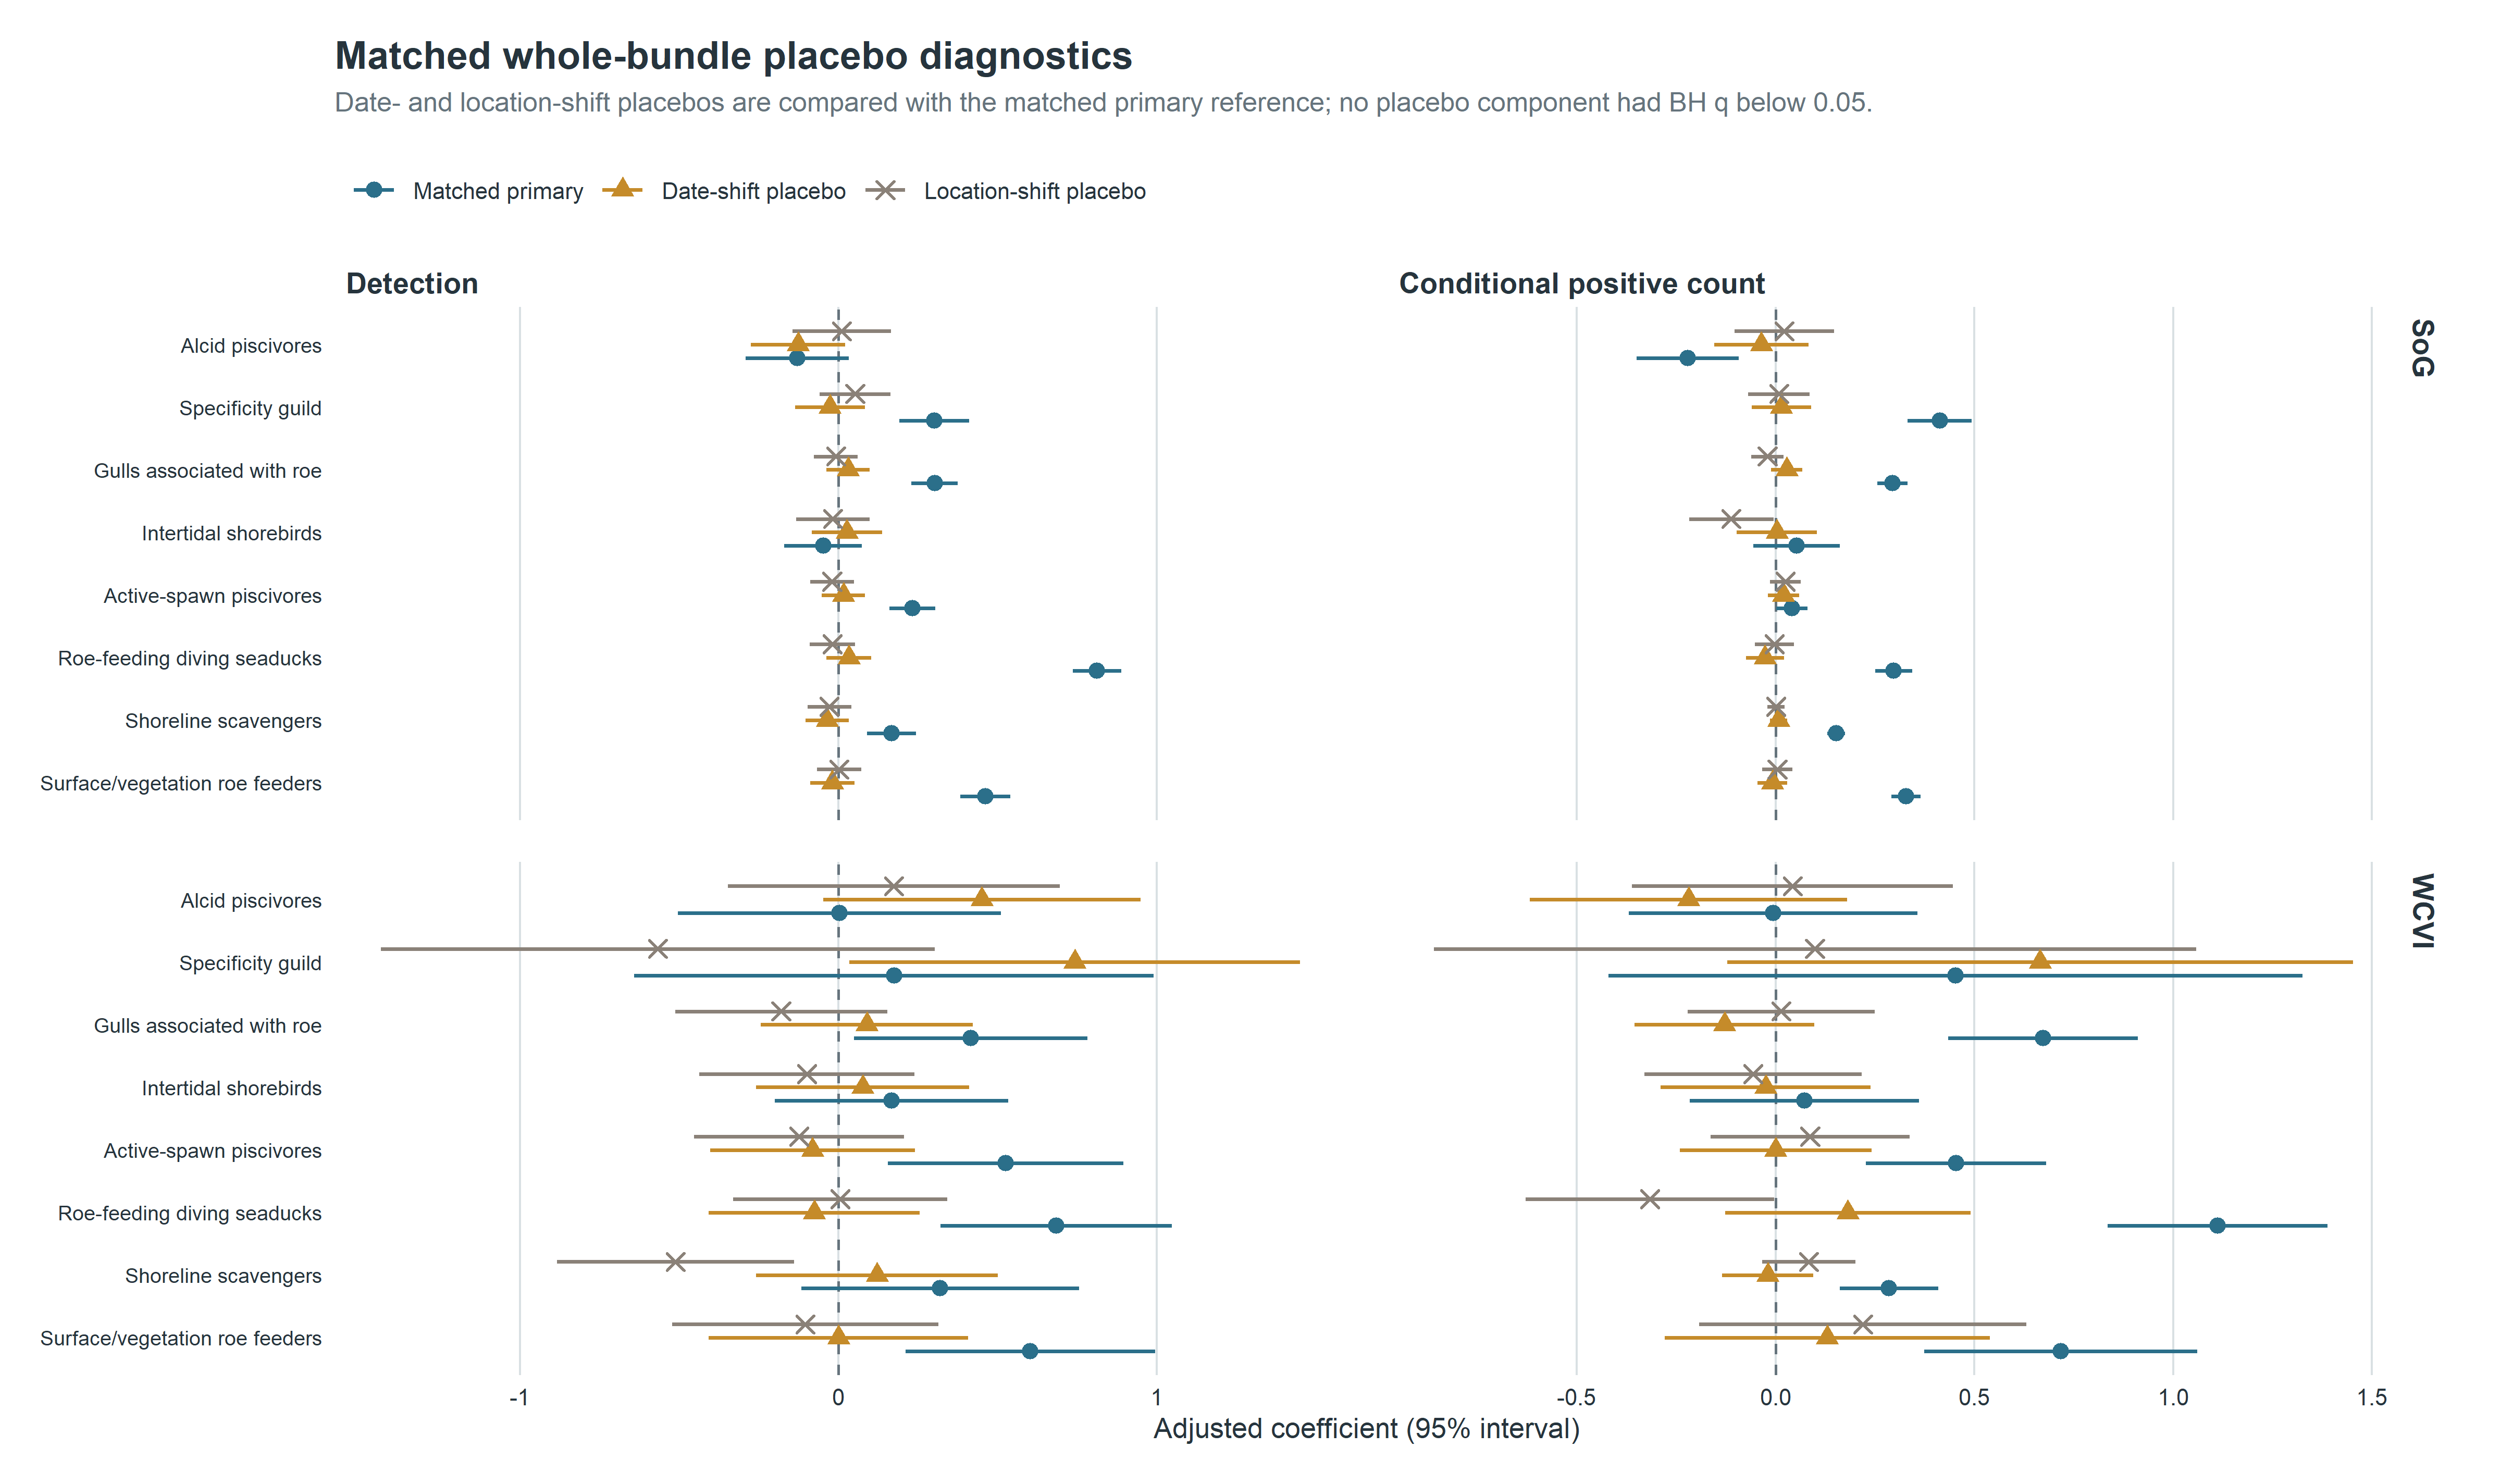 Matched whole-bundle placebo diagnostics
Date- and location-shift placebos are compared with the matched primary reference; no placebo component had BH q below 0.05.
Matched primary
Date-shift placebo
Location-shift placebo
Detection
Conditional positive count
SoG
Alcid piscivores
Specificity guild
Gulls associated with roe
Intertidal shorebirds
Active-spawn piscivores
Roe-feeding diving seaducks
Shoreline scavengers
Surface/vegetation roe feeders
WCVI
Alcid piscivores
Specificity guild
Gulls associated with roe
Intertidal shorebirds
Active-spawn piscivores
Roe-feeding diving seaducks
Shoreline scavengers
Surface/vegetation roe feeders
-1 0 1
-0.5 0.0 0.5 1.0 1.5
Adjusted coefficient (95% interval)